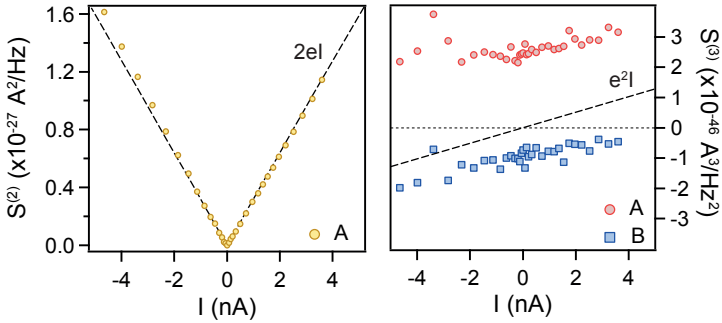 S(2) (x10-27 A2/Hz)
1.6
1.2
0.8
0.4
0.0
2eI
A
-4
-2
0
2
4
I (nA)
e2I
A
B
3
2
1
0
-1
-2
-3
S(3) (x10-46 A3/Hz2)
-4
-2
0
2
4
I (nA)